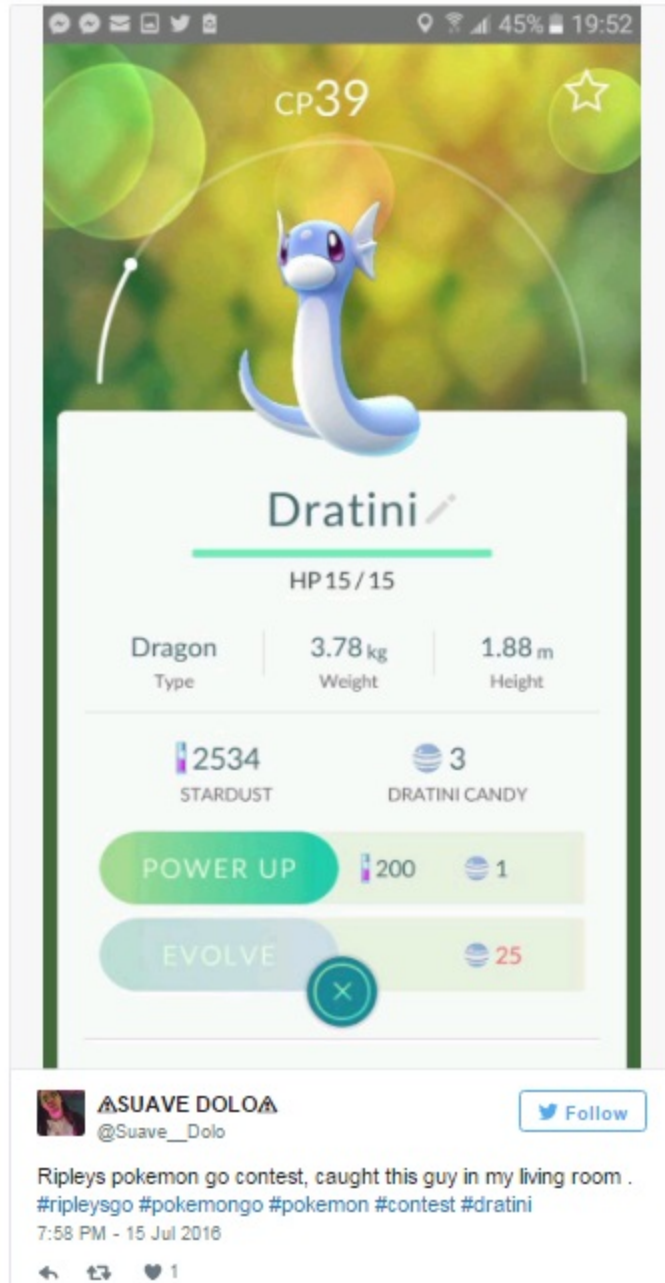 45% 19:52
CP39
Dratini
HP 15 / 15
Dragon 3.78 kg 1.88 m
Type Weight Height
2534 3
STARDUST DRATINI CANDY
POWER UP 200 1
EVOLVE 25
⚠SUAVE DOLO⚠
@Suave__Dolo
Follow
Ripleys pokemon go contest, caught this guy in my living room .
#ripleysgo #pokemongo #pokemon #contest #dratini
7:58 PM - 15 Jul 2016
1